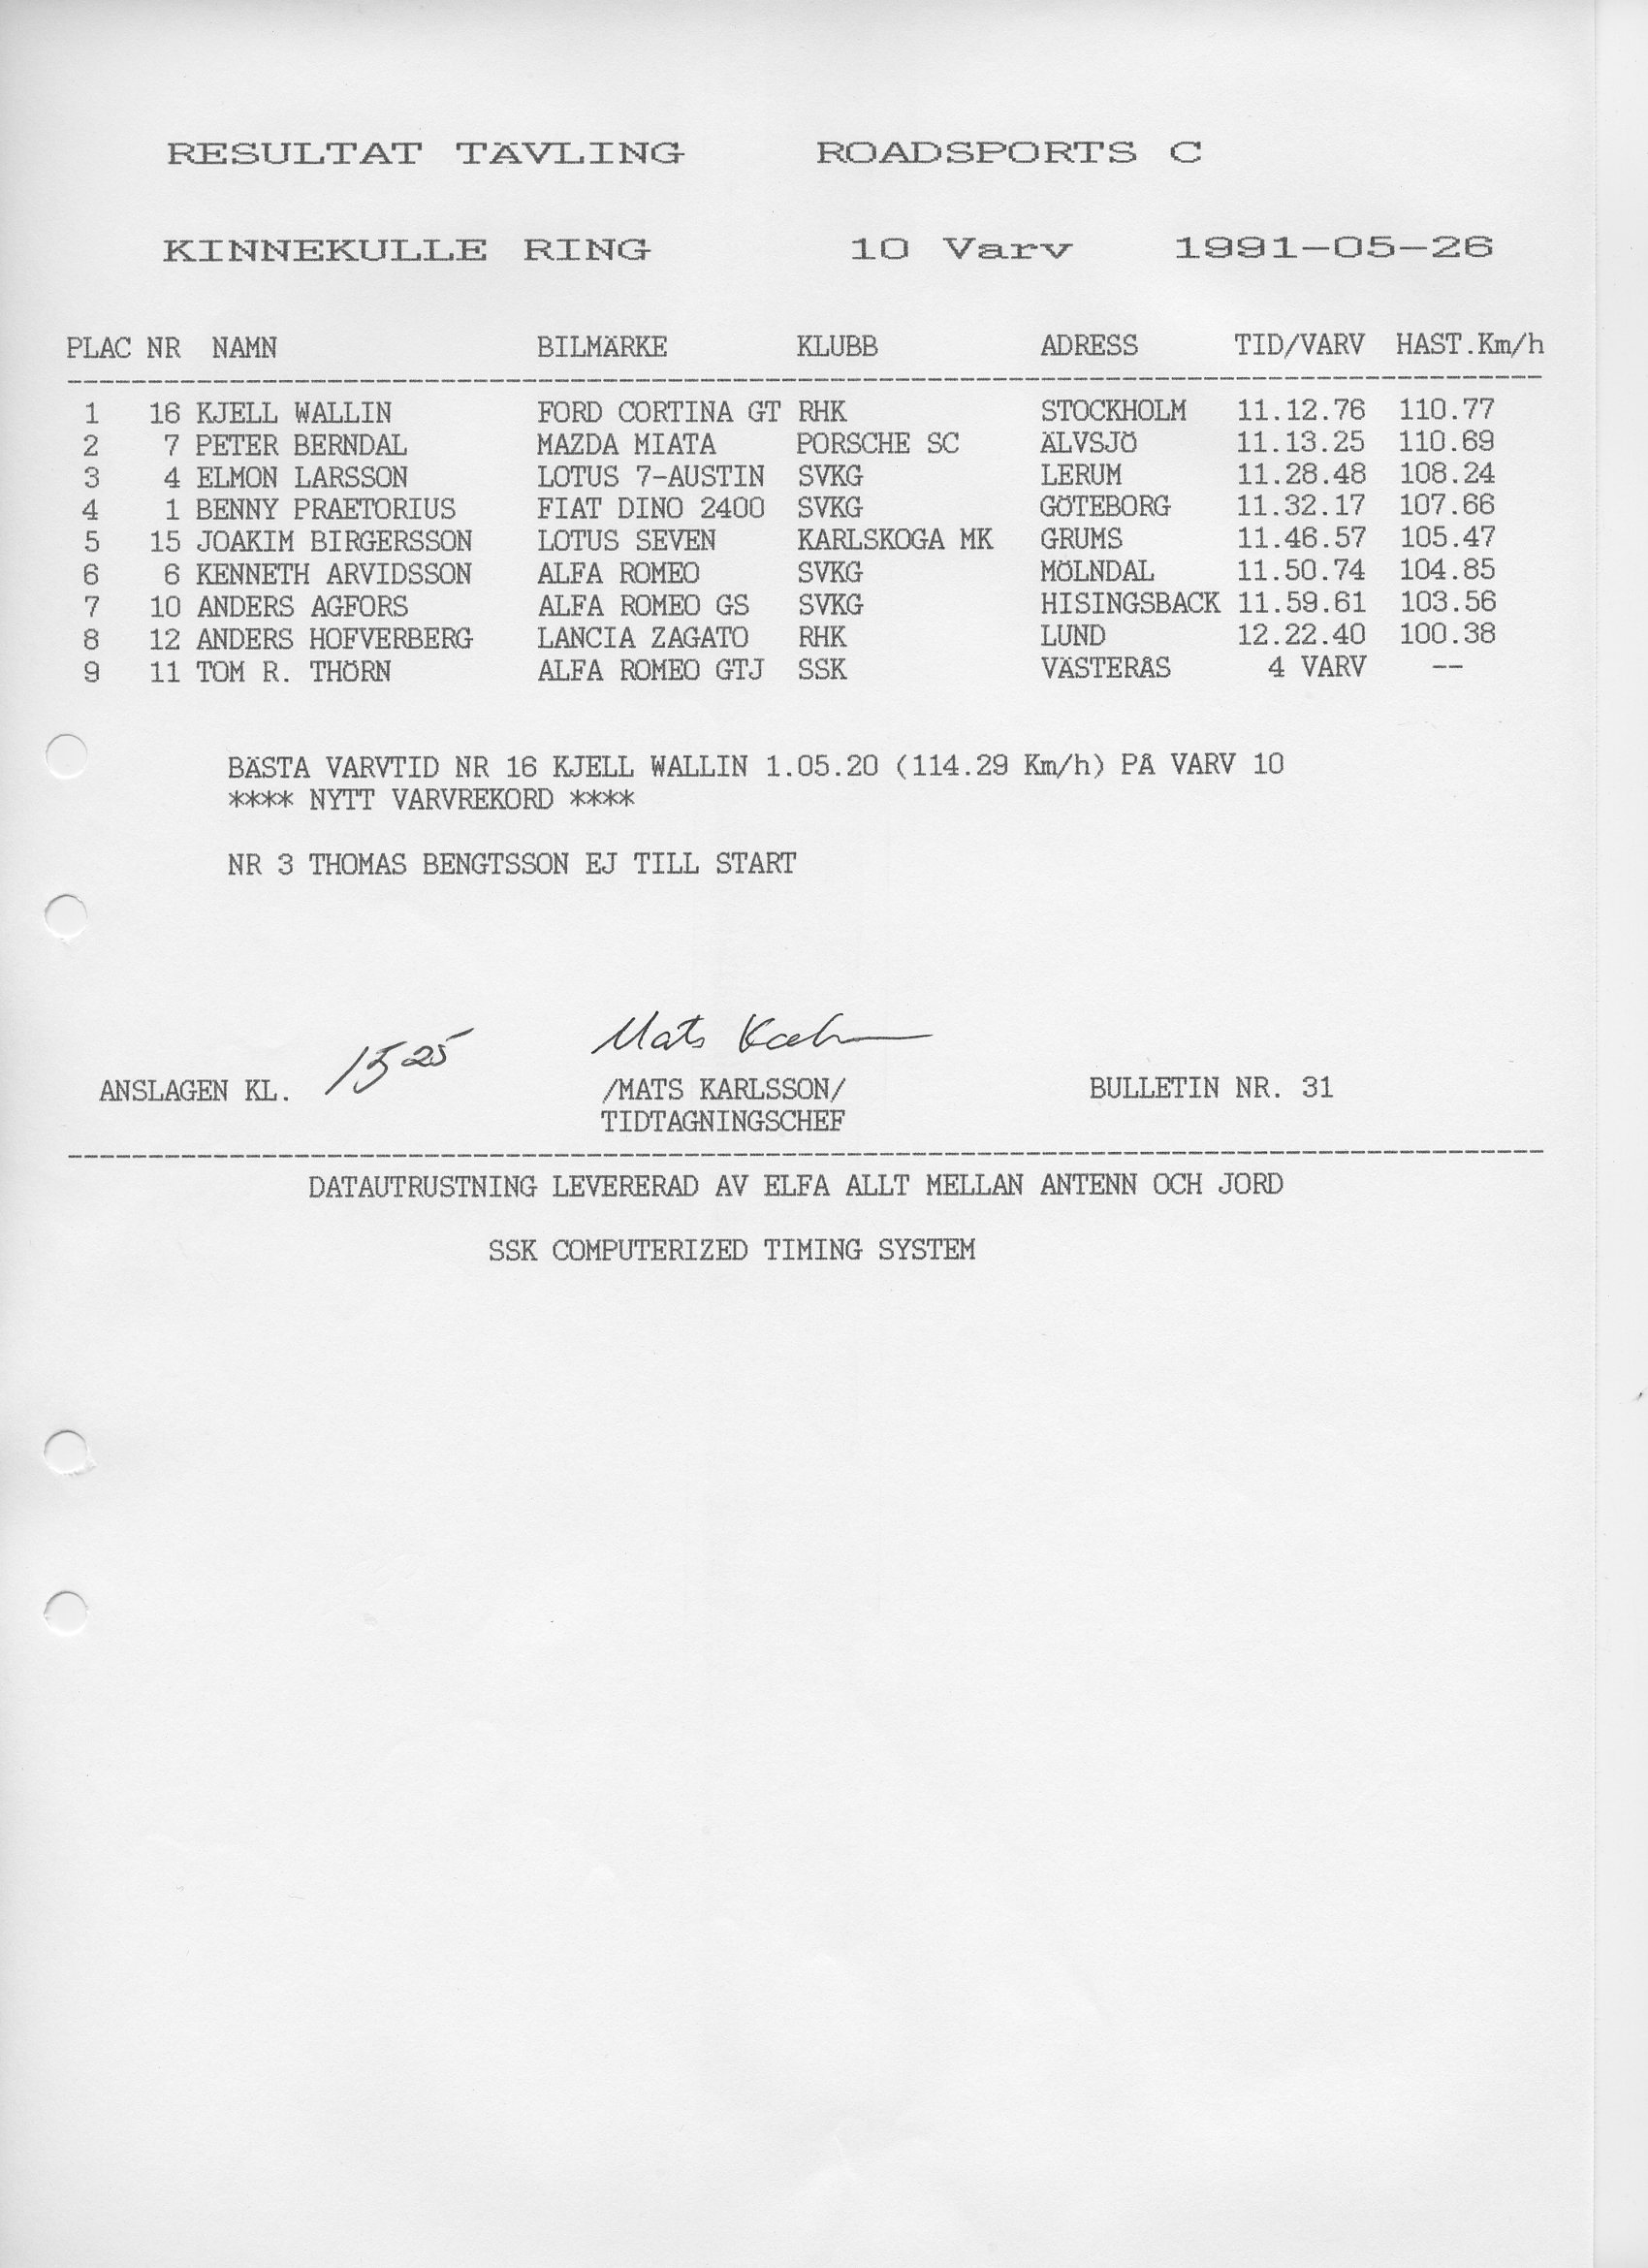 RESULTAT TÄVLING ROADSPORTS C
KINNEKULLE RING 10 Varv 1991-05-26
PLAC NR NAMN BILMÄRKE KLUBB ADRESS TID/VARV HAST.Km/h
1 16 KJELL WALLIN FORD CORTINA GT RHK STOCKHOLM 11.12.76 110.77
2 7 PETER BERNDAL MAZDA MIATA PORSCHE SC ÄLVSJÖ 11.13.25 110.69
3 4 ELMON LARSSON LOTUS 7-AUSTIN SVKG LERUM 11.28.48 108.24
4 1 BENNY PRAETORIUS FIAT DINO 2400 SVKG GÖTEBORG 11.32.17 107.66
5 15 JOAKIM BIRGERSSON LOTUS SEVEN KARLSKOGA MK GRUMS 11.46.57 105.47
6 6 KENNETH ARVIDSSON ALFA ROMEO SVKG MÖLNDAL 11.50.74 104.85
7 10 ANDERS AGFORS ALFA ROMEO GS SVKG HISINGSBACK 11.59.61 103.56
8 12 ANDERS HOFVERBERG LANCIA ZAGATO RHK LUND 12.22.40 100.38
9 11 TOM R. THÖRN ALFA ROMEO GTJ SSK VÄSTERÅS 4 VARV --
BÄSTA VARVTID NR 16 KJELL WALLIN 1.05.20 (114.29 Km/h) PÅ VARV 10
**** NYTT VARVREKORD ****
NR 3 THOMAS BENGTSSON EJ TILL START
ANSLAGEN KL. 15 25
Mats Karlsson
/MATS KARLSSON/ BULLETIN NR. 31
TIDTAGNINGSCHEF
DATAUTRUSTNING LEVERERAD AV ELFA ALLT MELLAN ANTENN OCH JORD
SSK COMPUTERIZED TIMING SYSTEM